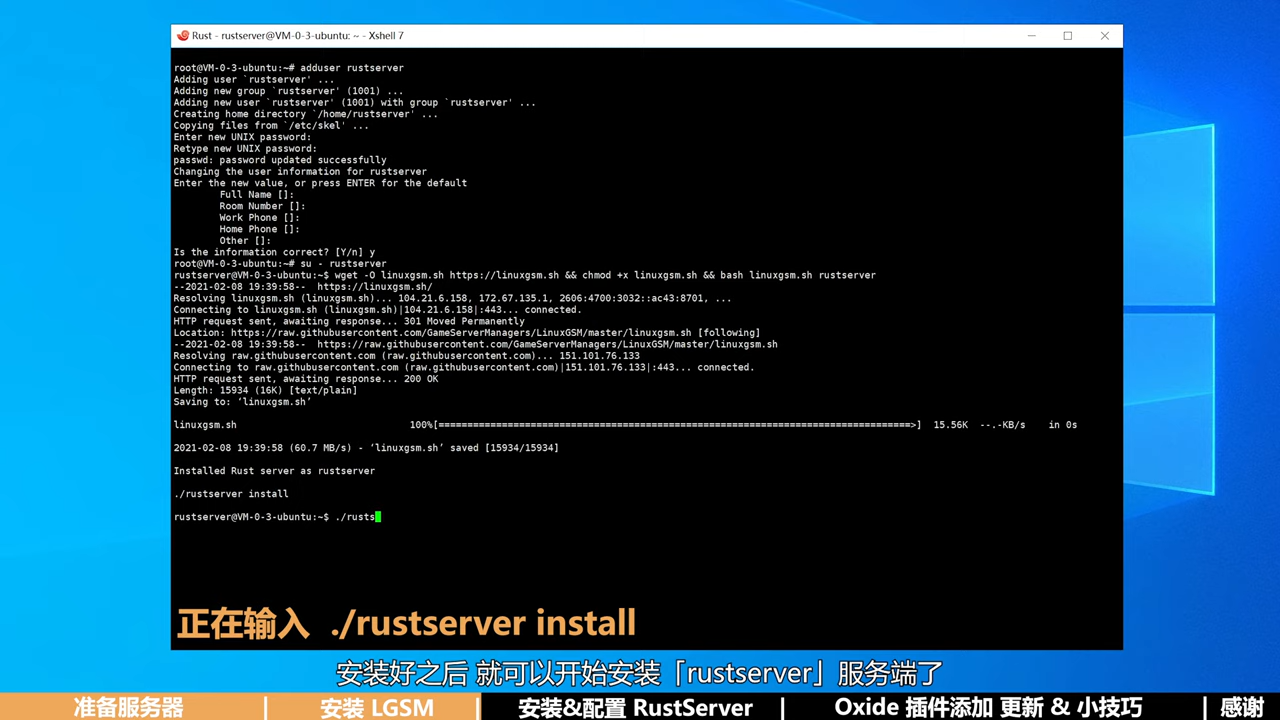 Rust - rustserver@VM-0-3-ubuntu: ~ - Xshell 7
root@VM-0-3-ubuntu:~# adduser rustserver
Adding user `rustserver' ...
Adding new group `rustserver' (1001) ...
Adding new user `rustserver' (1001) with group `rustserver' ...
Creating home directory `/home/rustserver' ...
Copying files from `/etc/skel' ...
Enter new UNIX password:
Retype new UNIX password:
passwd: password updated successfully
Changing the user information for rustserver
Enter the new value, or press ENTER for the default
Full Name []:
Room Number []:
Work Phone []:
Home Phone []:
Other []:
Is the information correct? [Y/n] y
root@VM-0-3-ubuntu:~# su - rustserver
rustserver@VM-0-3-ubuntu:~$ wget -O linuxgsm.sh https://linuxgsm.sh && chmod +x linuxgsm.sh && bash linuxgsm.sh rustserver
--2021-02-08 19:39:58--  https://linuxgsm.sh/
Resolving linuxgsm.sh (linuxgsm.sh)... 104.21.6.158, 172.67.135.1, 2606:4700:3032::ac43:8701, ...
Connecting to linuxgsm.sh (linuxgsm.sh)|104.21.6.158|:443... connected.
HTTP request sent, awaiting response... 301 Moved Permanently
Location: https://raw.githubusercontent.com/GameServerManagers/LinuxGSM/master/linuxgsm.sh [following]
--2021-02-08 19:39:58--  https://raw.githubusercontent.com/GameServerManagers/LinuxGSM/master/linuxgsm.sh
Resolving raw.githubusercontent.com (raw.githubusercontent.com)... 151.101.76.133
Connecting to raw.githubusercontent.com (raw.githubusercontent.com)|151.101.76.133|:443... connected.
HTTP request sent, awaiting response... 200 OK
Length: 15934 (16K) [text/plain]
Saving to: ‘linuxgsm.sh’
linuxgsm.sh 100%[==================================================================================>] 15.56K --.-KB/s in 0s
2021-02-08 19:39:58 (60.7 MB/s) - ‘linuxgsm.sh’ saved [15934/15934]
Installed Rust server as rustserver
./rustserver install
rustserver@VM-0-3-ubuntu:~$ ./rusts
正在输入 ./rustserver install
安装好之后 就可以开始安装「rustserver」服务端了
准备服务器 | 安装 LGSM | 安装&配置 RustServer | Oxide 插件添加 更新 & 小技巧 | 感谢